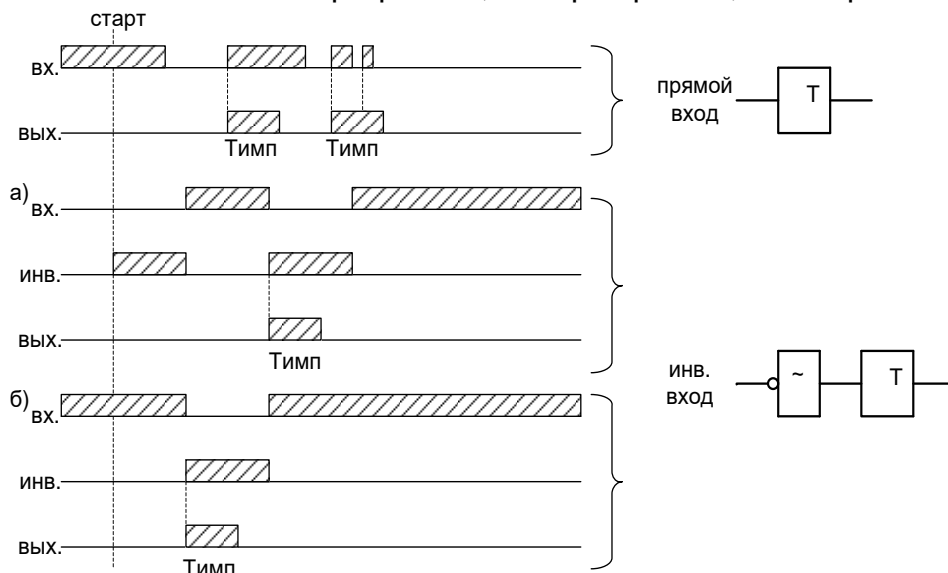 старт
вх.
прямой
вход
T
вых.
Тимп Тимп
а)
вх.
инв.
вых.
Тимп
инв.
вход
~
T
б)
вх.
инв.
вых.
Тимп